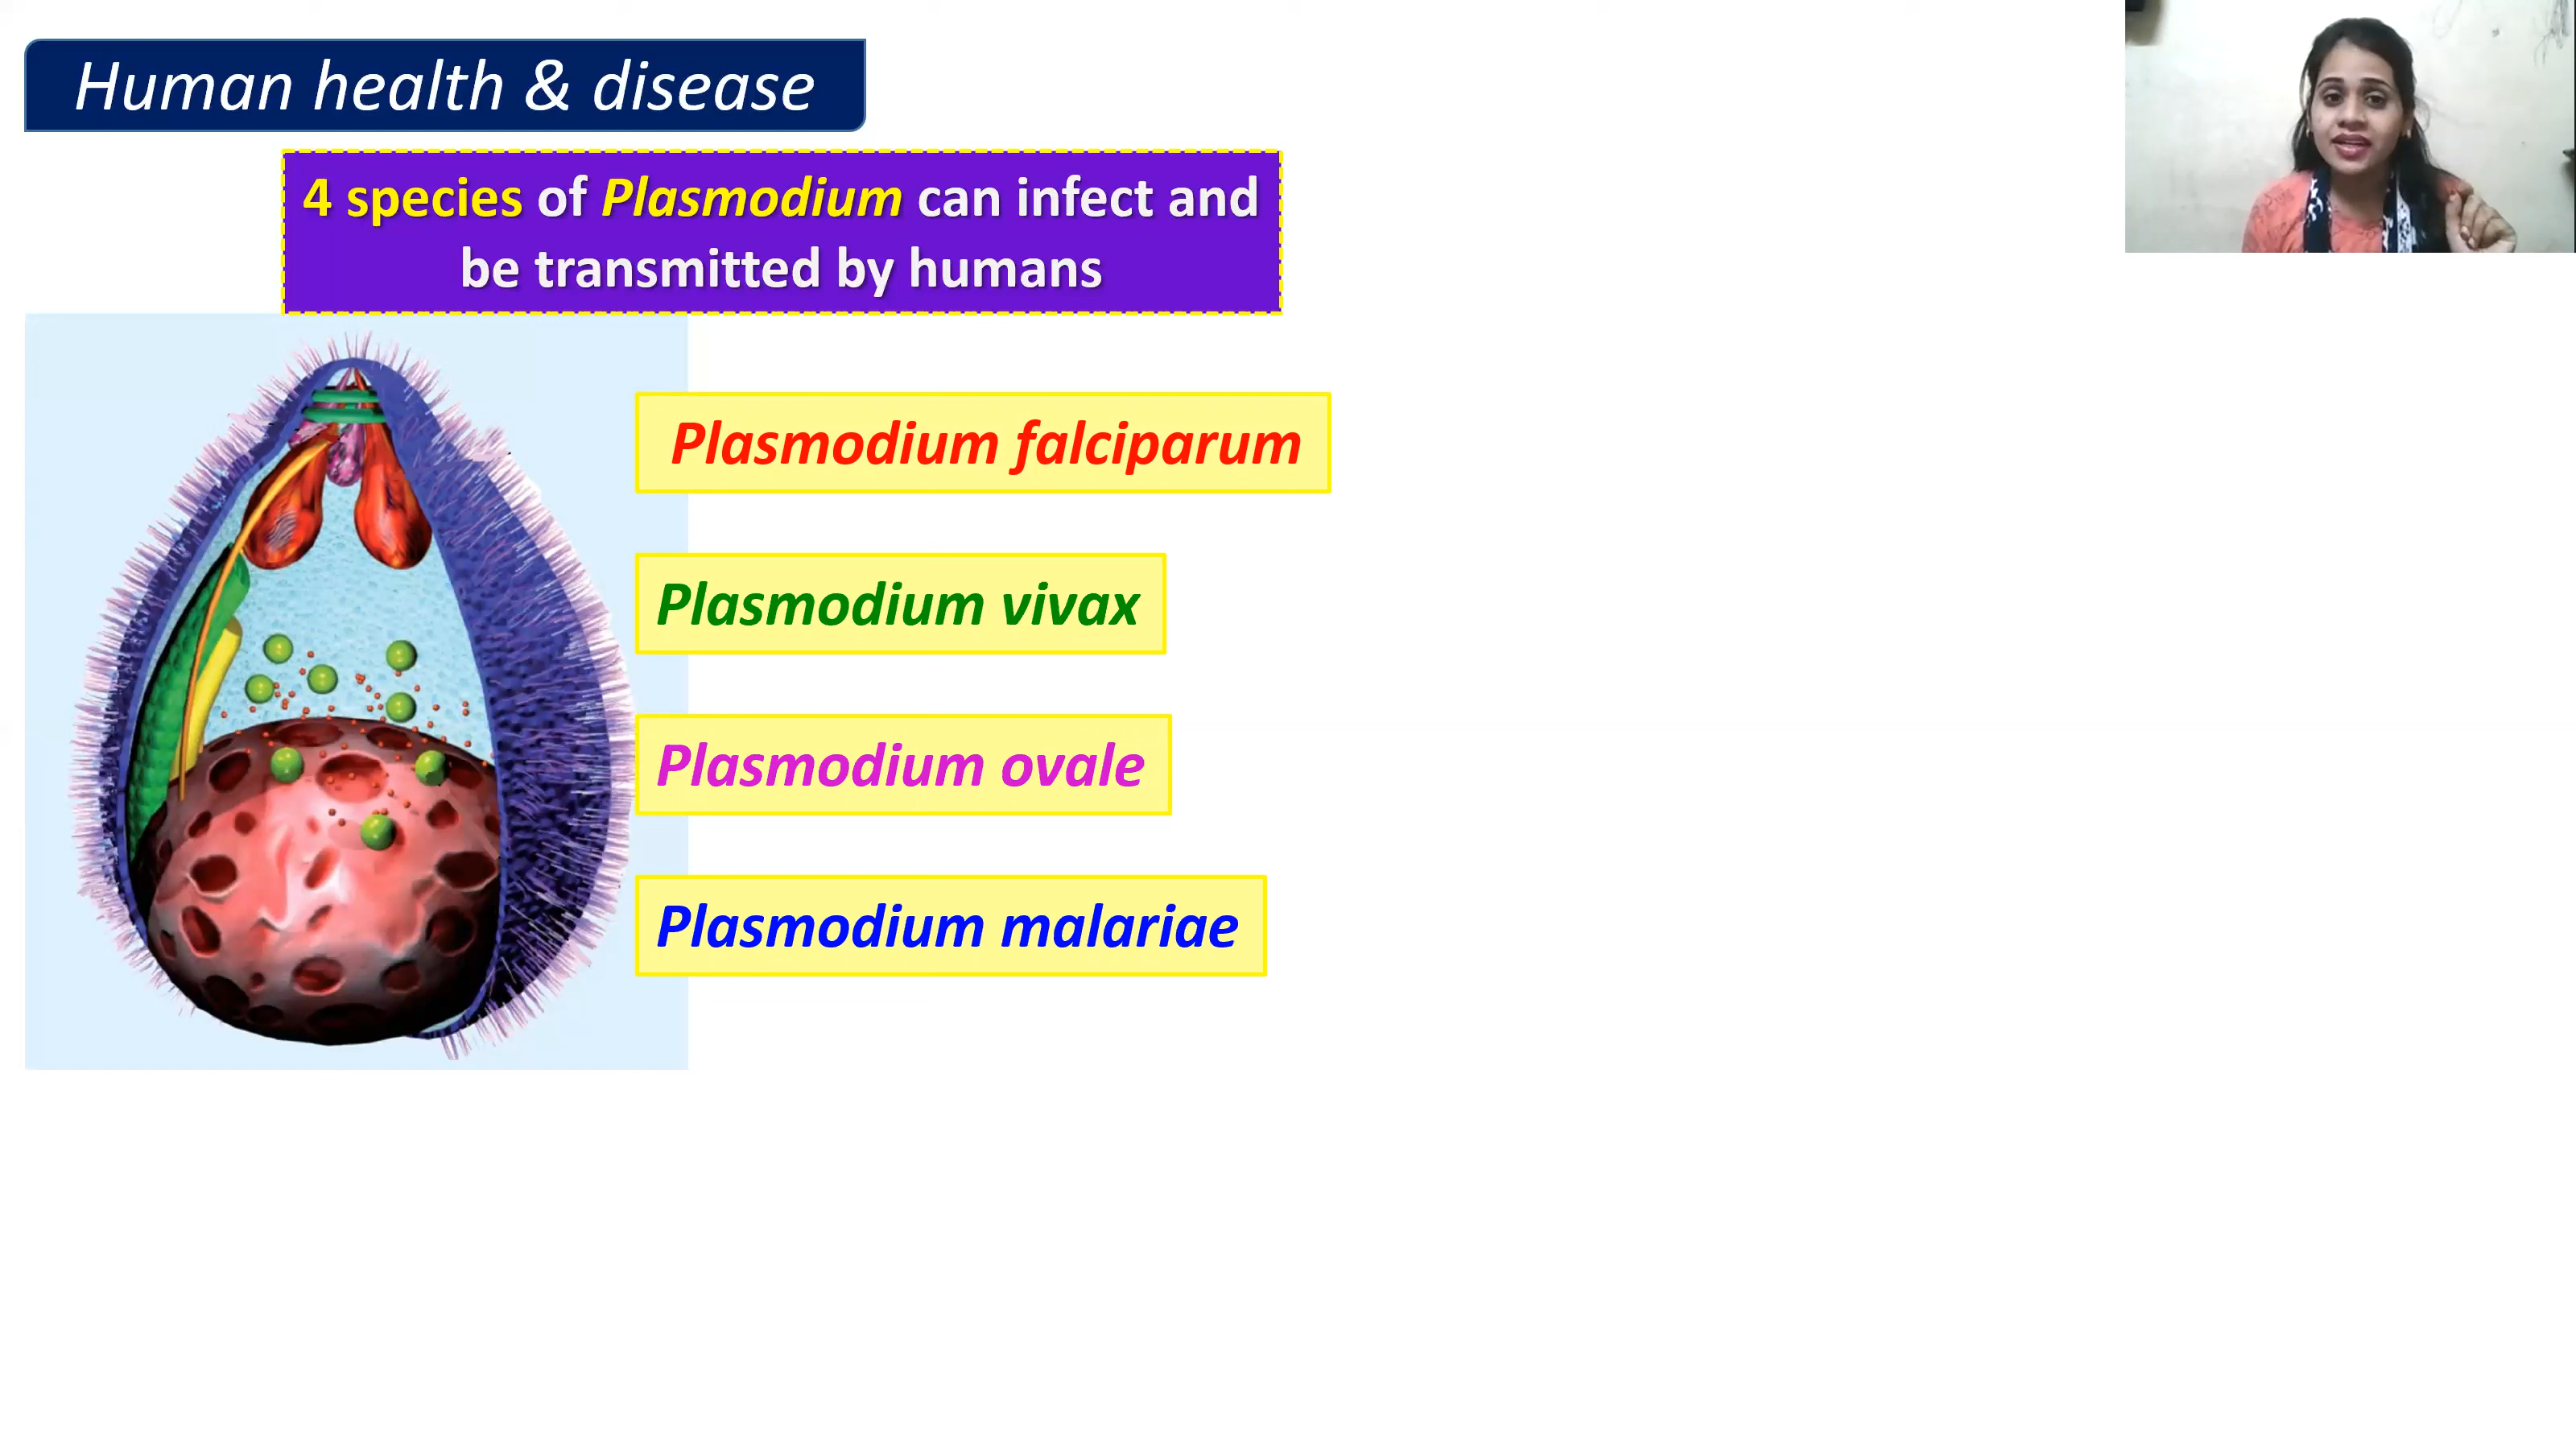 Human health & disease
4 species of Plasmodium can infect and
be transmitted by humans
Plasmodium falciparum
Plasmodium vivax
Plasmodium ovale
Plasmodium malariae